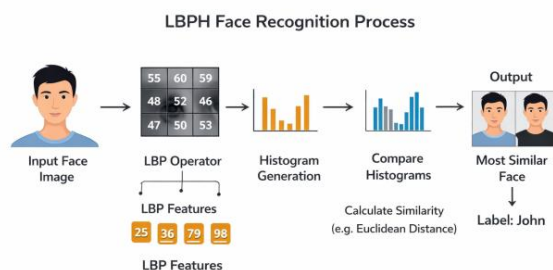 LBPH Face Recognition Process
Input Face
Image
55 60 59
48 52 46
47 50 53
LBP Operator
LBP Features
25 36 79 98
LBP Features
Histogram
Generation
Compare
Histograms
Calculate Similarity
(e.g. Euclidean Distance)
Output
Most Similar
Face
Label: John